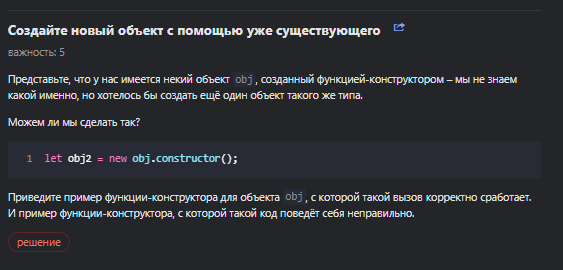 Создайте новый объект с помощью уже существующего
важность: 5
Представьте, что у нас имеется некий объект obj, созданный функцией-конструктором – мы не знаем
какой именно, но хотелось бы создать ещё один объект такого же типа.
Можем ли мы сделать так?
1 let obj2 = new obj.constructor();
Приведите пример функции-конструктора для объекта obj, с которой такой вызов корректно сработает.
И пример функции-конструктора, с которой такой код поведёт себя неправильно.
решение